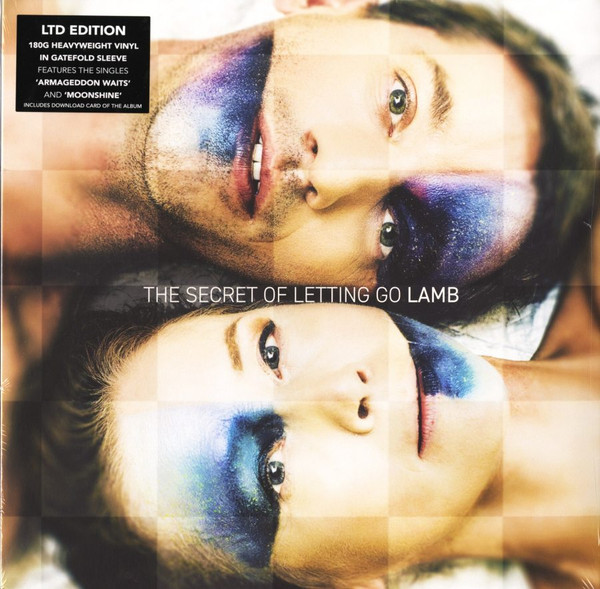 LTD EDITION
180G HEAVYWEIGHT VINYL
IN GATEFOLD SLEEVE
FEATURES THE SINGLES
'ARMAGEDDON WAITS'
AND 'MOONSHINE'
INCLUDES DOWNLOAD CARD OF THE ALBUM
THE SECRET OF LETTING GO LAMB